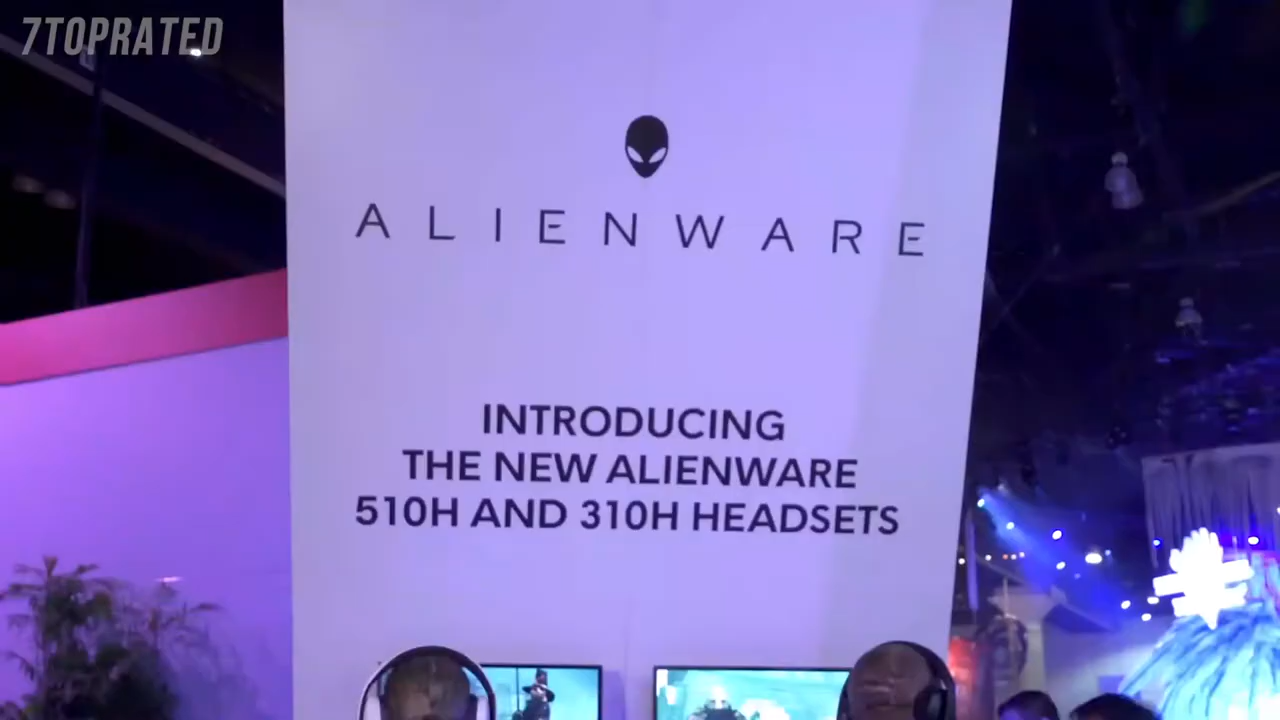 7TOPRATED
ALIENWARE
INTRODUCING
THE NEW ALIENWARE
510H AND 310H HEADSETS